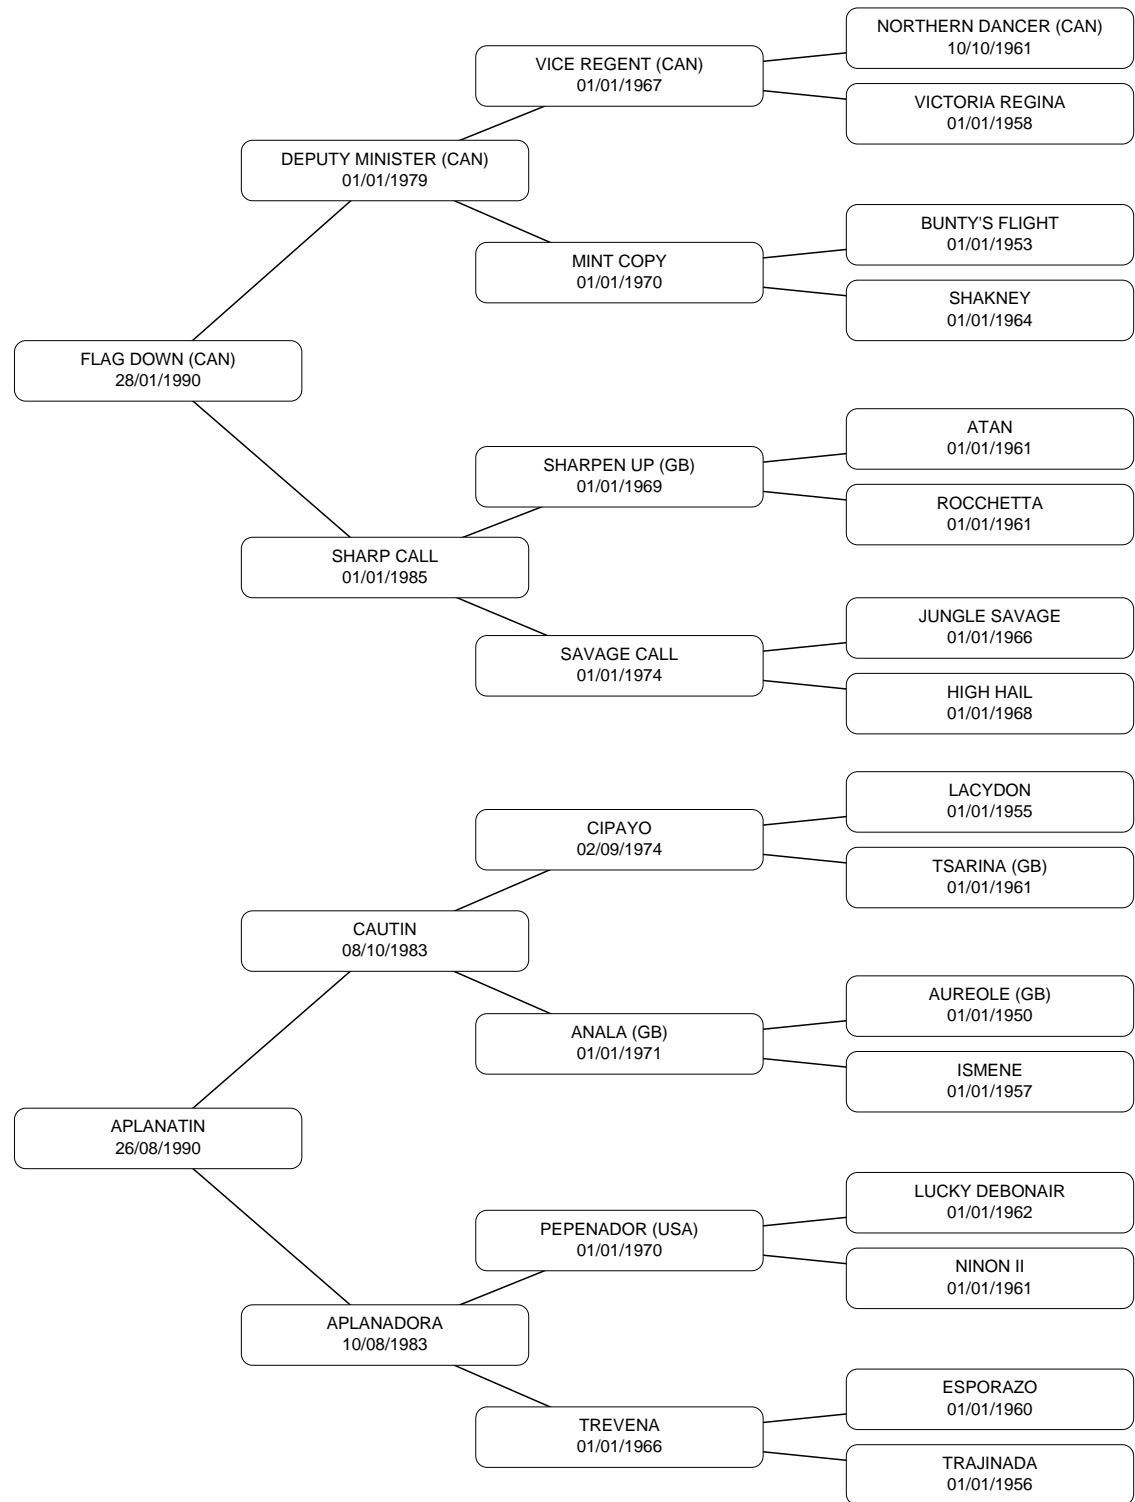 NORTHERN DANCER (CAN)
10/10/1961
VICE REGENT (CAN)
01/01/1967
VICTORIA REGINA
01/01/1958
DEPUTY MINISTER (CAN)
01/01/1979
BUNTY'S FLIGHT
01/01/1953
MINT COPY
01/01/1970
SHAKNEY
01/01/1964
FLAG DOWN (CAN)
28/01/1990
ATAN
01/01/1961
SHARPEN UP (GB)
01/01/1969
ROCCHETTA
01/01/1961
SHARP CALL
01/01/1985
JUNGLE SAVAGE
01/01/1966
SAVAGE CALL
01/01/1974
HIGH HAIL
01/01/1968
LACYDON
01/01/1955
CIPAYO
02/09/1974
TSARINA (GB)
01/01/1961
CAUTIN
08/10/1983
AUREOLE (GB)
01/01/1950
ANALA (GB)
01/01/1971
ISMENE
01/01/1957
APLANATIN
26/08/1990
LUCKY DEBONAIR
01/01/1962
PEPENADOR (USA)
01/01/1970
NINON II
01/01/1961
APLANADORA
10/08/1983
ESPORAZO
01/01/1960
TREVENA
01/01/1966
TRAJINADA
01/01/1956